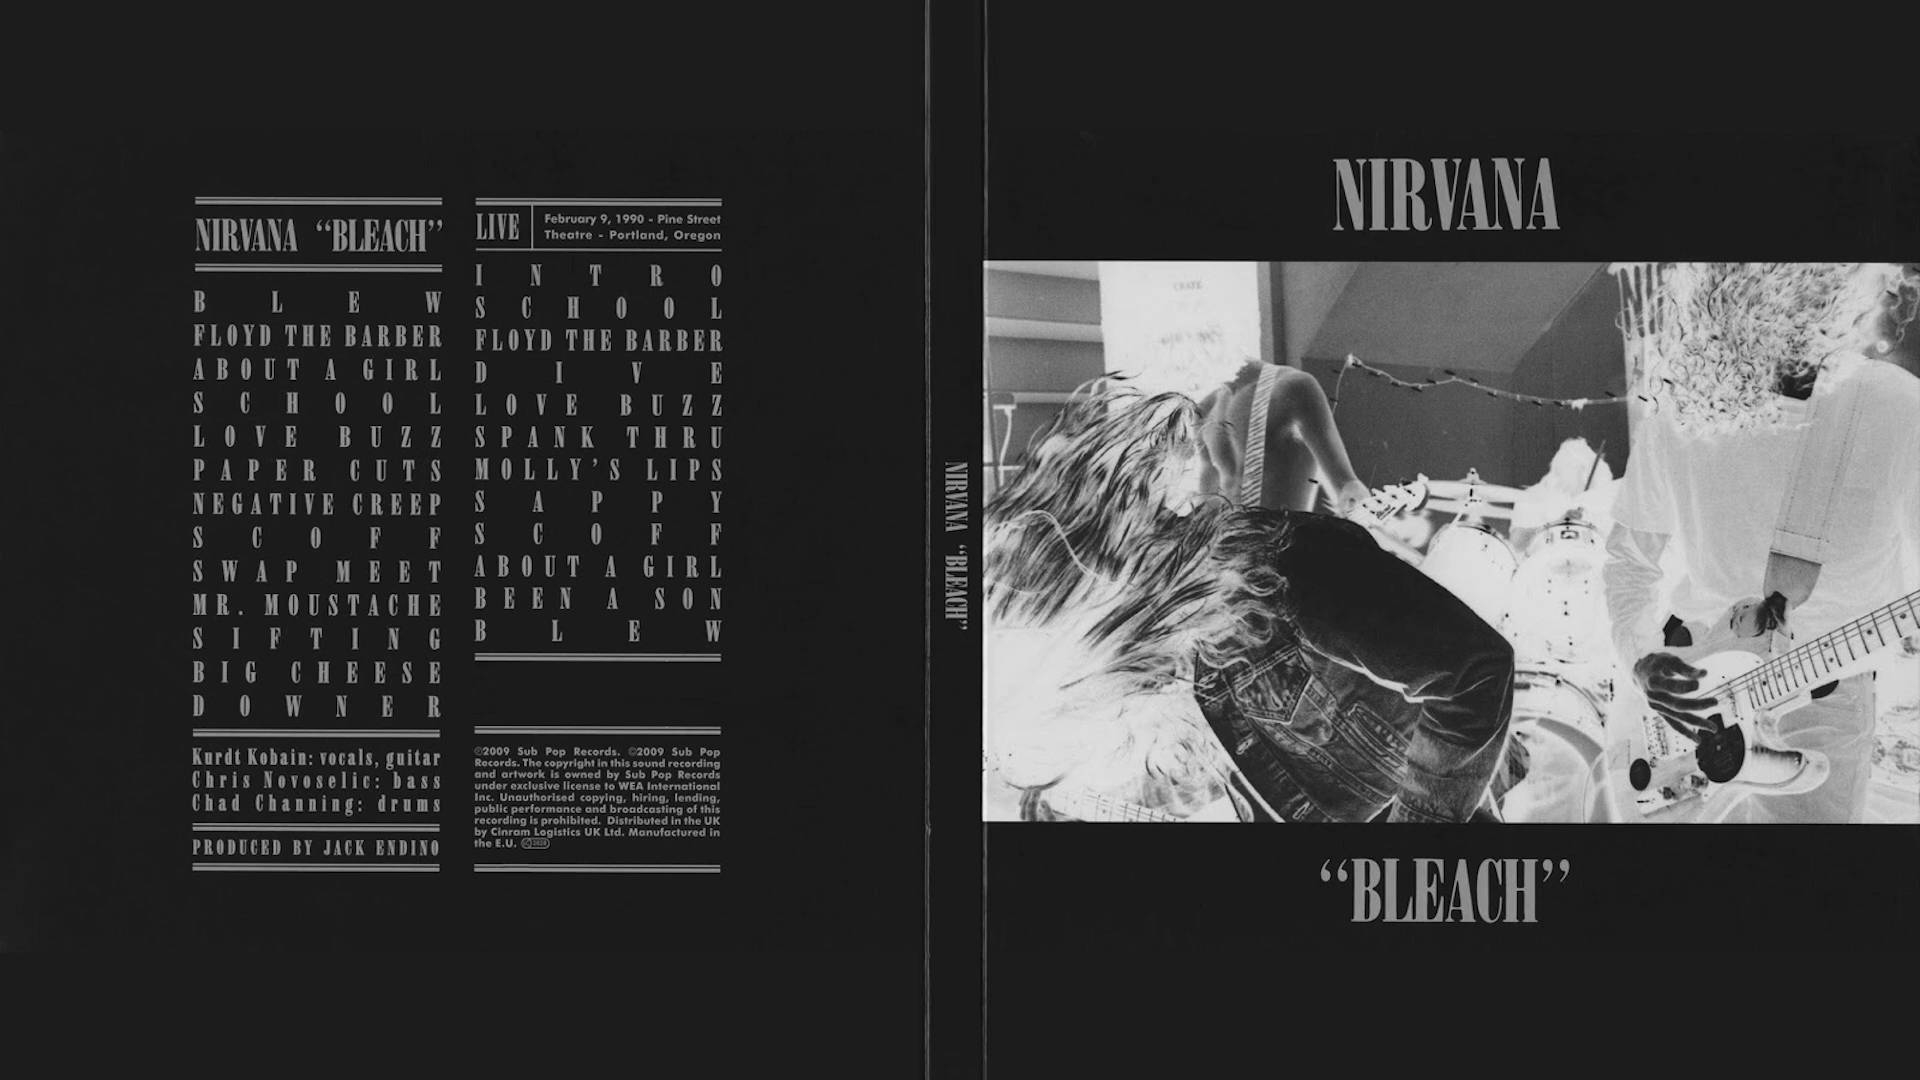 NIRVANA “BLEACH”
BLEW
FLOYD THE BARBER
ABOUT A GIRL
SCHOOL
LOVE BUZZ
PAPER CUTS
NEGATIVE CREEP
SCOFF
SWAP MEET
MR. MOUSTACHE
SIFTING
BIG CHEESE
DOWNER
Kurdt Kobain: vocals, guitar
Chris Novoselic: bass
Chad Channing: drums
PRODUCED BY JACK ENDINO
LIVE
February 9, 1990 - Pine Street
Theatre - Portland, Oregon
INTRO
SCHOOL
FLOYD THE BARBER
DIVE
LOVE BUZZ
SPANK THRU
MOLLY’S LIPS
SAPPY
SCOFF
ABOUT A GIRL
BEEN A SON
BLEW
℗2009 Sub Pop Records. ©2009 Sub Pop
Records. The copyright in this sound recording
and artwork is owned by Sub Pop Records
under exclusive license to WEA International
Inc. Unauthorised copying, hiring, lending,
public performance and broadcasting of this
recording is prohibited. Distributed in the UK
by Cinram Logistics UK Ltd. Manufactured in
the E.U.
NIRVANA “BLEACH”
NIRVANA
CRATE
“BLEACH”